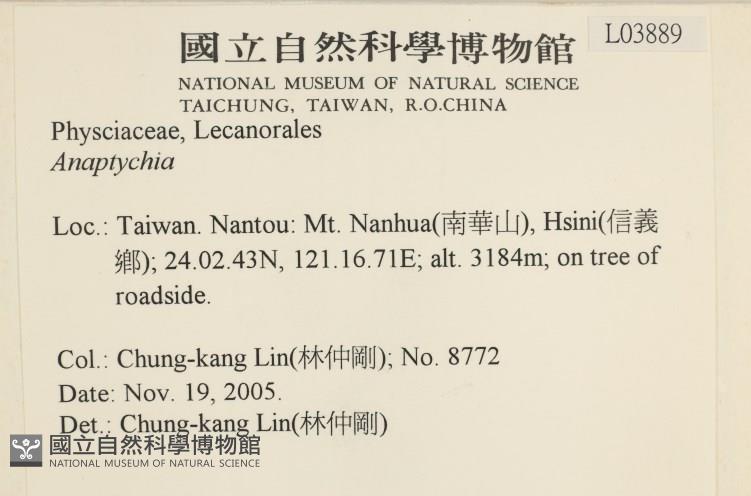 國立自然科學博物館
L03889
NATIONAL MUSEUM OF NATURAL SCIENCE
TAICHUNG, TAIWAN, R.O.CHINA
Physciaceae, Lecanorales
Anaptychia
Loc.: Taiwan. Nantou: Mt. Nanhua(南華山), Hsini(信義
鄉); 24.02.43N, 121.16.71E; alt. 3184m; on tree of
roadside.
Col.: Chung-kang Lin(林仲剛); No. 8772
Date: Nov. 19, 2005.
Det.: Chung-kang Lin(林仲剛)
國立自然科學博物館
NATIONAL MUSEUM OF NATURAL SCIENCE